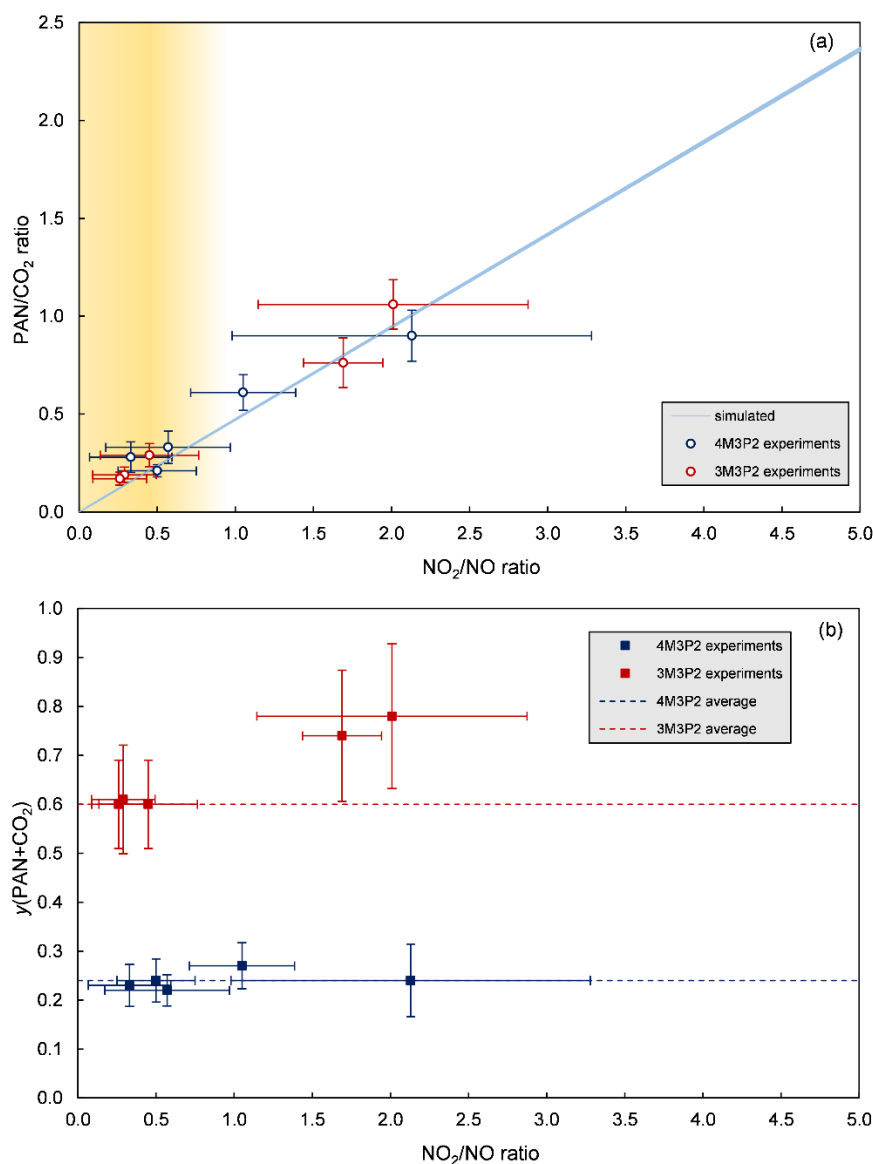 (a)
2.5
2.0
1.5
1.0
0.5
0.0
PAN/CO₂ ratio
simulated
4M3P2 experiments
3M3P2 experiments
0.0 0.5 1.0 1.5 2.0 2.5 3.0 3.5 4.0 4.5 5.0
NO₂/NO ratio
(b)
1.0
0.9
0.8
0.7
0.6
0.5
0.4
0.3
0.2
0.1
0.0
y(PAN+CO₂)
4M3P2 experiments
3M3P2 experiments
4M3P2 average
3M3P2 average
0.0 0.5 1.0 1.5 2.0 2.5 3.0 3.5 4.0 4.5 5.0
NO₂/NO ratio